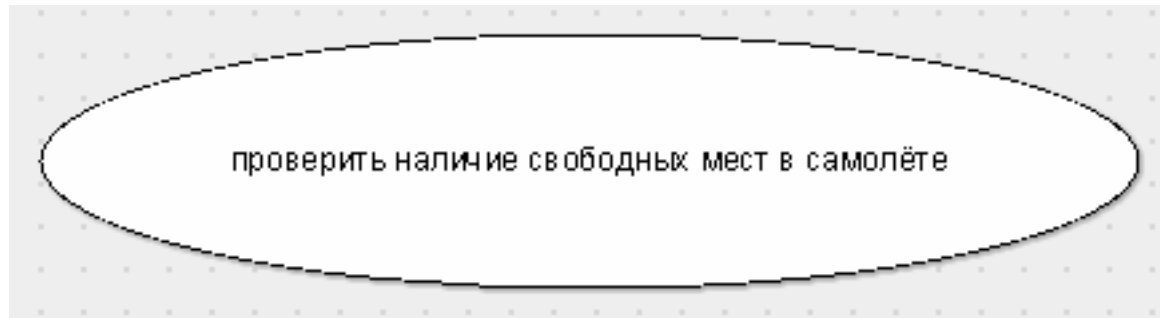 проверить наличие свободных мест в самолёте